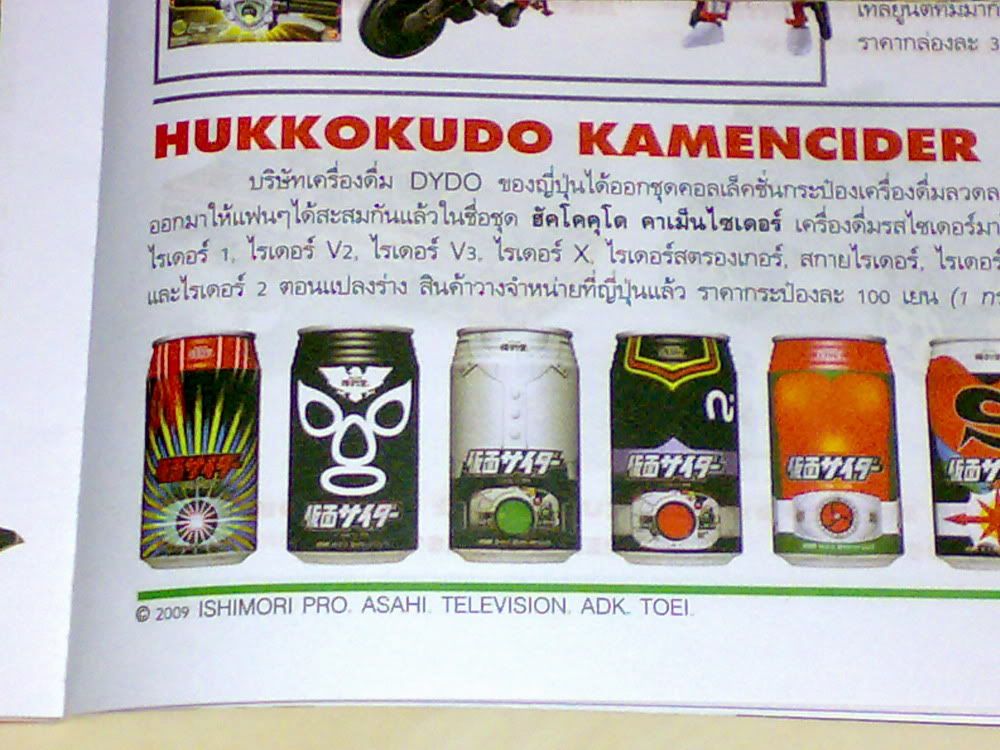 ราคากล่องละ 3
HUKKOKUDO KAMENCIDER
บริษัทเครื่องดื่ม DYDO ของญี่ปุ่นได้ออกชุดคอลเล็คชั่นกระป๋องเครื่องดื่มลวดล
ออกมาให้แฟนๆได้สะสมกันแล้วในชื่อชุด ฮัคโคคุโด คาเม็นไซเดอร์ เครื่องดื่มรสไซเดอร์มา
ไรเดอร์ 1, ไรเดอร์ V2, ไรเดอร์ V3, ไรเดอร์ X, ไรเดอร์สตรองเกอร์, สกายไรเดอร์, ไรเดอร์
และไรเดอร์ 2 ตอนแปลงร่าง สินค้าวางจำหน่ายที่ญี่ปุ่นแล้ว ราคากระป๋องละ 100 เยน (1 กร
仮面サイダー
仮面サイダー
仮面サイダー
仮面サイダー
仮面サイダー
仮面サイ
© 2009 ISHIMORI PRO. ASAHI. TELEVISION. ADK. TOEI.